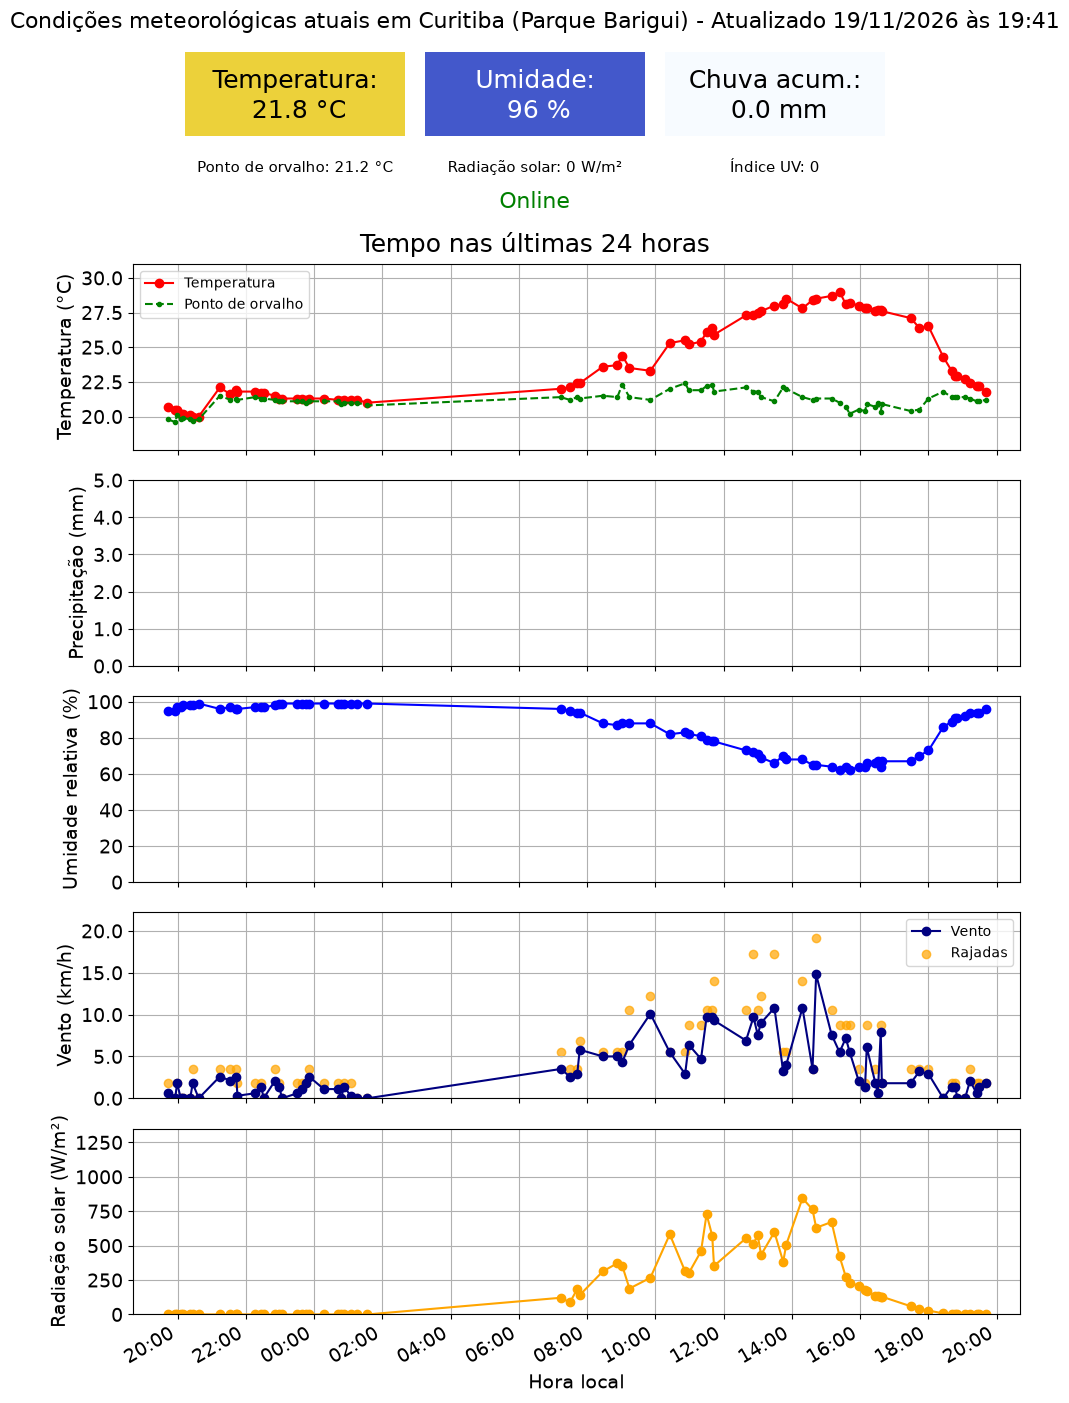 Condições meteorológicas atuais em Curitiba (Parque Barigui) - Atualizado 19/11/2026 às 19:41
Temperatura:
21.8 °C
Umidade:
96 %
Chuva acum.:
0.0 mm
Ponto de orvalho: 21.2 °C
Radiação solar: 0 W/m²
Índice UV: 0
Online
Tempo nas últimas 24 horas
Temperatura (°C)
30.0
27.5
25.0
22.5
20.0
Temperatura
Ponto de orvalho
Precipitação (mm)
5.0
4.0
3.0
2.0
1.0
0.0
Umidade relativa (%)
100
80
60
40
20
0
Vento (km/h)
20.0
15.0
10.0
5.0
0.0
Vento
Rajadas
Radiação solar (W/m²)
1250
1000
750
500
250
0
20:00
22:00
00:00
02:00
04:00
06:00
08:00
10:00
12:00
14:00
16:00
18:00
20:00
Hora local